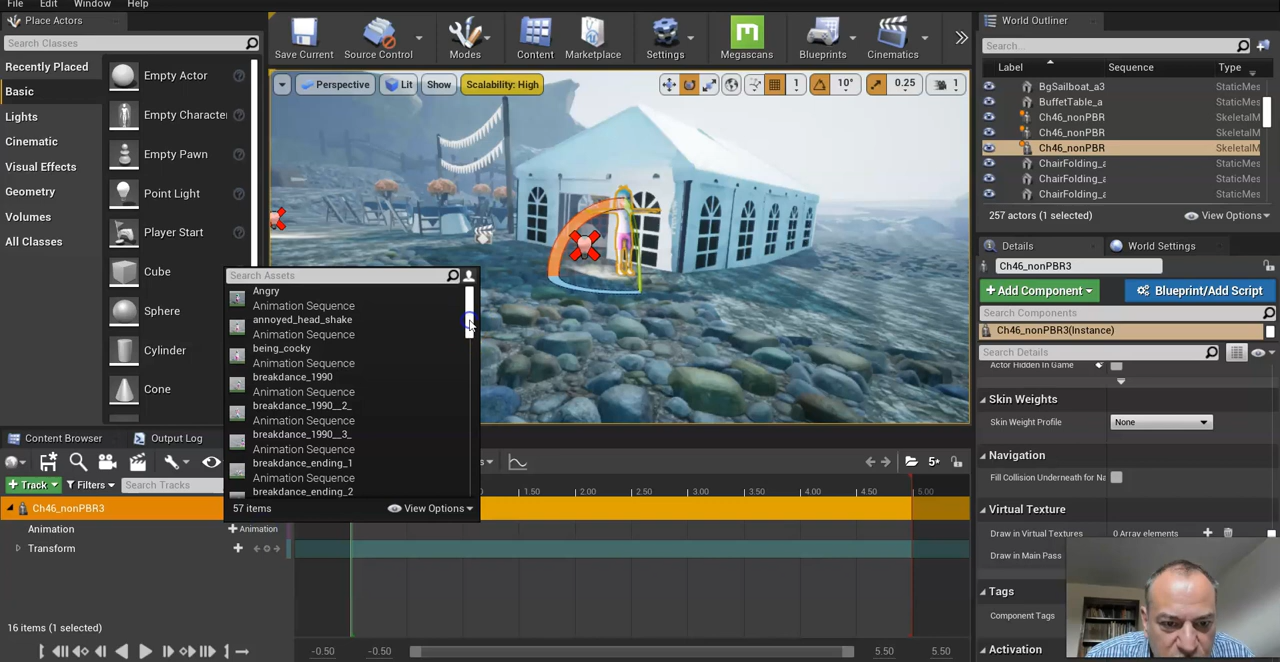 File Edit Window Help
Place Actors
Search Classes
Recently Placed
Basic
Lights
Cinematic
Visual Effects
Geometry
Volumes
All Classes
Empty Actor
Empty Character
Empty Pawn
Point Light
Player Start
Cube
Sphere
Cylinder
Cone
Save Current
Source Control
Modes
Content
Marketplace
Settings
Megascans
Blueprints
Cinematics
Perspective
Lit
Show
Scalability: High
1
10°
0.25
1
World Outliner
Search...
Label
Sequence
Type
BgSailboat_a3 StaticMes
BuffetTable_a StaticMes
Ch46_nonPBR SkeletalM
Ch46_nonPBR SkeletalM
Ch46_nonPBR SkeletalM
ChairFolding_a StaticMes
ChairFolding_a StaticMes
ChairFolding_a StaticMes
257 actors (1 selected)
View Options
Details
World Settings
Ch46_nonPBR3
+ Add Component
Blueprint/Add Script
Search Components
Ch46_nonPBR3(Instance)
Search Details
Actor Hidden In Game
Skin Weights
Skin Weight Profile
None
Navigation
Fill Collision Underneath for Na
Virtual Texture
Draw in Virtual Textures
0 Array elements
Draw in Main Pass
Tags
Component Tags
Activation
Search Assets
Angry
Animation Sequence
annoyed_head_shake
Animation Sequence
being_cocky
Animation Sequence
breakdance_1990
Animation Sequence
breakdance_1990__2_
Animation Sequence
breakdance_1990__3_
Animation Sequence
breakdance_ending_1
Animation Sequence
breakdance_ending_2
57 items
View Options
Content Browser
Output Log
5*
+ Track
Filters
Search Tracks
1.50
2.00
2.50
3.00
3.50
4.00
4.50
5.00
Ch46_nonPBR3
Animation
+ Animation
Transform
16 items (1 selected)
-0.50
-0.50
5.50
5.50